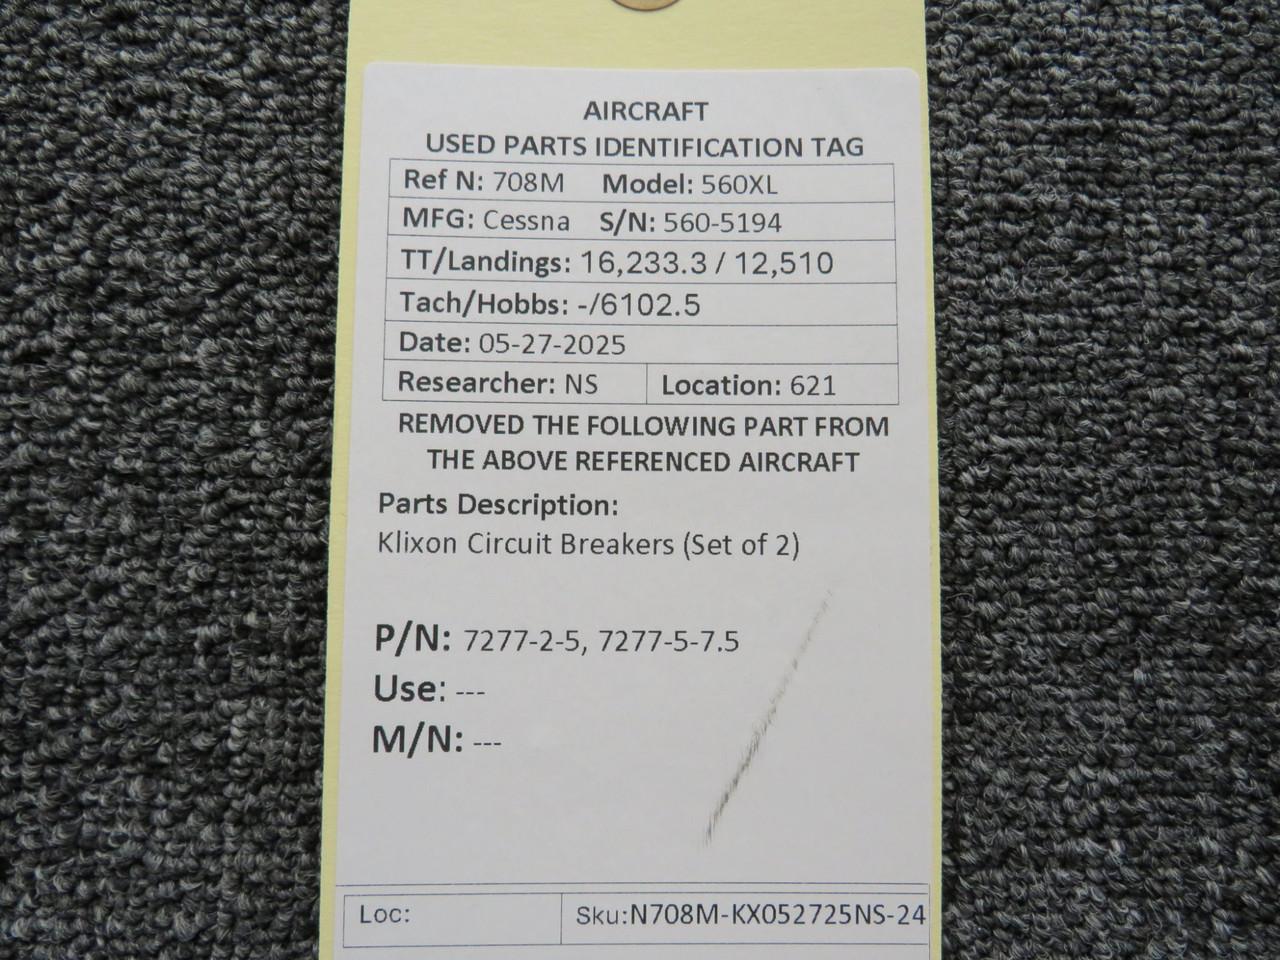 AIRCRAFT
USED PARTS IDENTIFICATION TAG
Ref N: 708M Model: 560XL
MFG: Cessna S/N: 560-5194
TT/Landings: 16,233.3 / 12,510
Tach/Hobbs: -/6102.5
Date: 05-27-2025
Researcher: NS Location: 621
REMOVED THE FOLLOWING PART FROM
THE ABOVE REFERENCED AIRCRAFT
Parts Description:
Klixon Circuit Breakers (Set of 2)
P/N: 7277-2-5, 7277-5-7.5
Use: ---
M/N: ---
Loc: Sku:N708M-KX052725NS-24